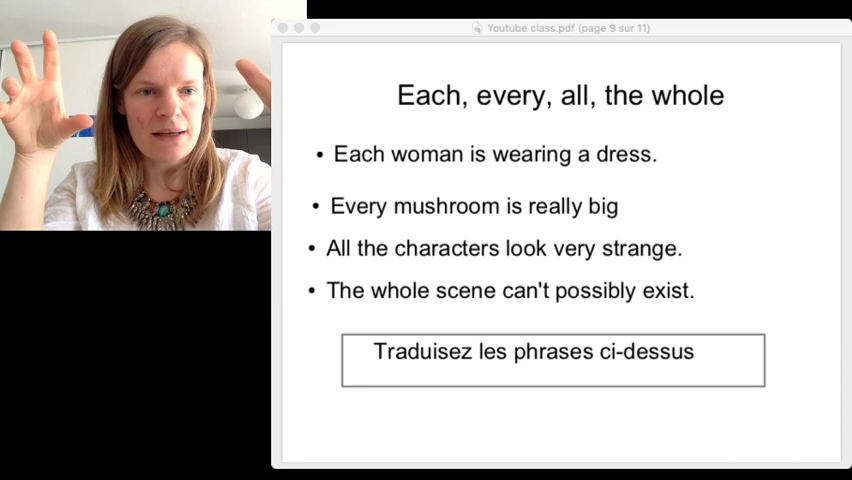 Youtube class.pdf (page 9 sur 11)
Each, every, all, the whole
• Each woman is wearing a dress.
• Every mushroom is really big
• All the characters look very strange.
• The whole scene can't possibly exist.
Traduisez les phrases ci-dessus